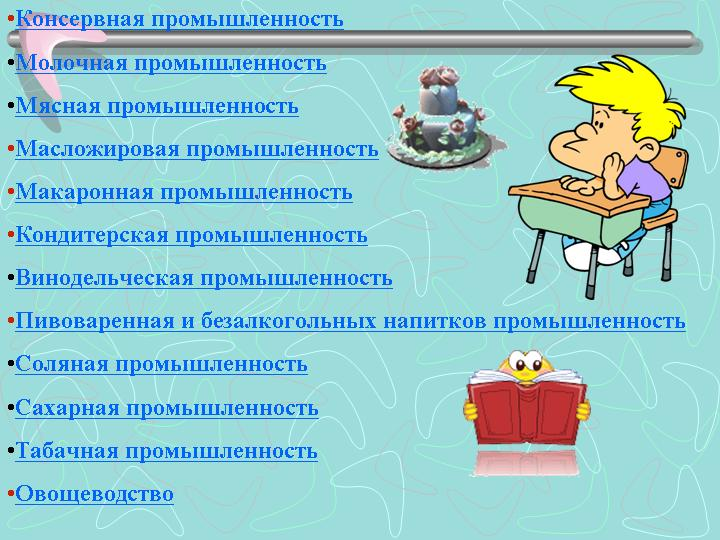 •Консервная промышленность
•Молочная промышленность
•Мясная промышленность
•Масложировая промышленность
•Макаронная промышленность
•Кондитерская промышленность
•Винодельческая промышленность
•Пивоваренная и безалкогольных напитков промышленность
•Соляная промышленность
•Сахарная промышленность
•Табачная промышленность
•Овощеводство